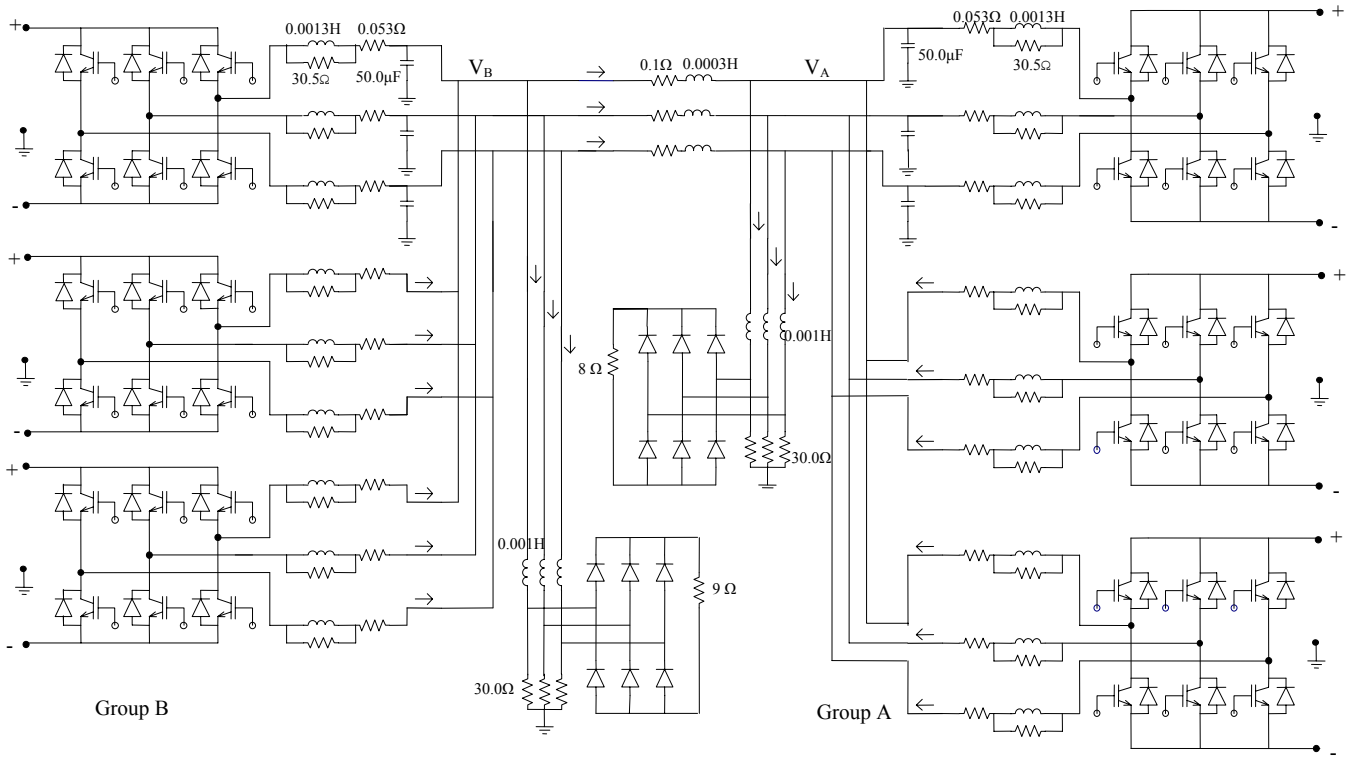 + 0.0013H 0.053Ω 0.053Ω 0.0013H +
V_B 0.1Ω 0.0003H V_A
30.5Ω 50.0μF 50.0μF 30.5Ω
- -
+ +
0.001H
8 Ω
- 30.0Ω -
+
0.001H +
9 Ω
-
30.0Ω
Group B Group A
-